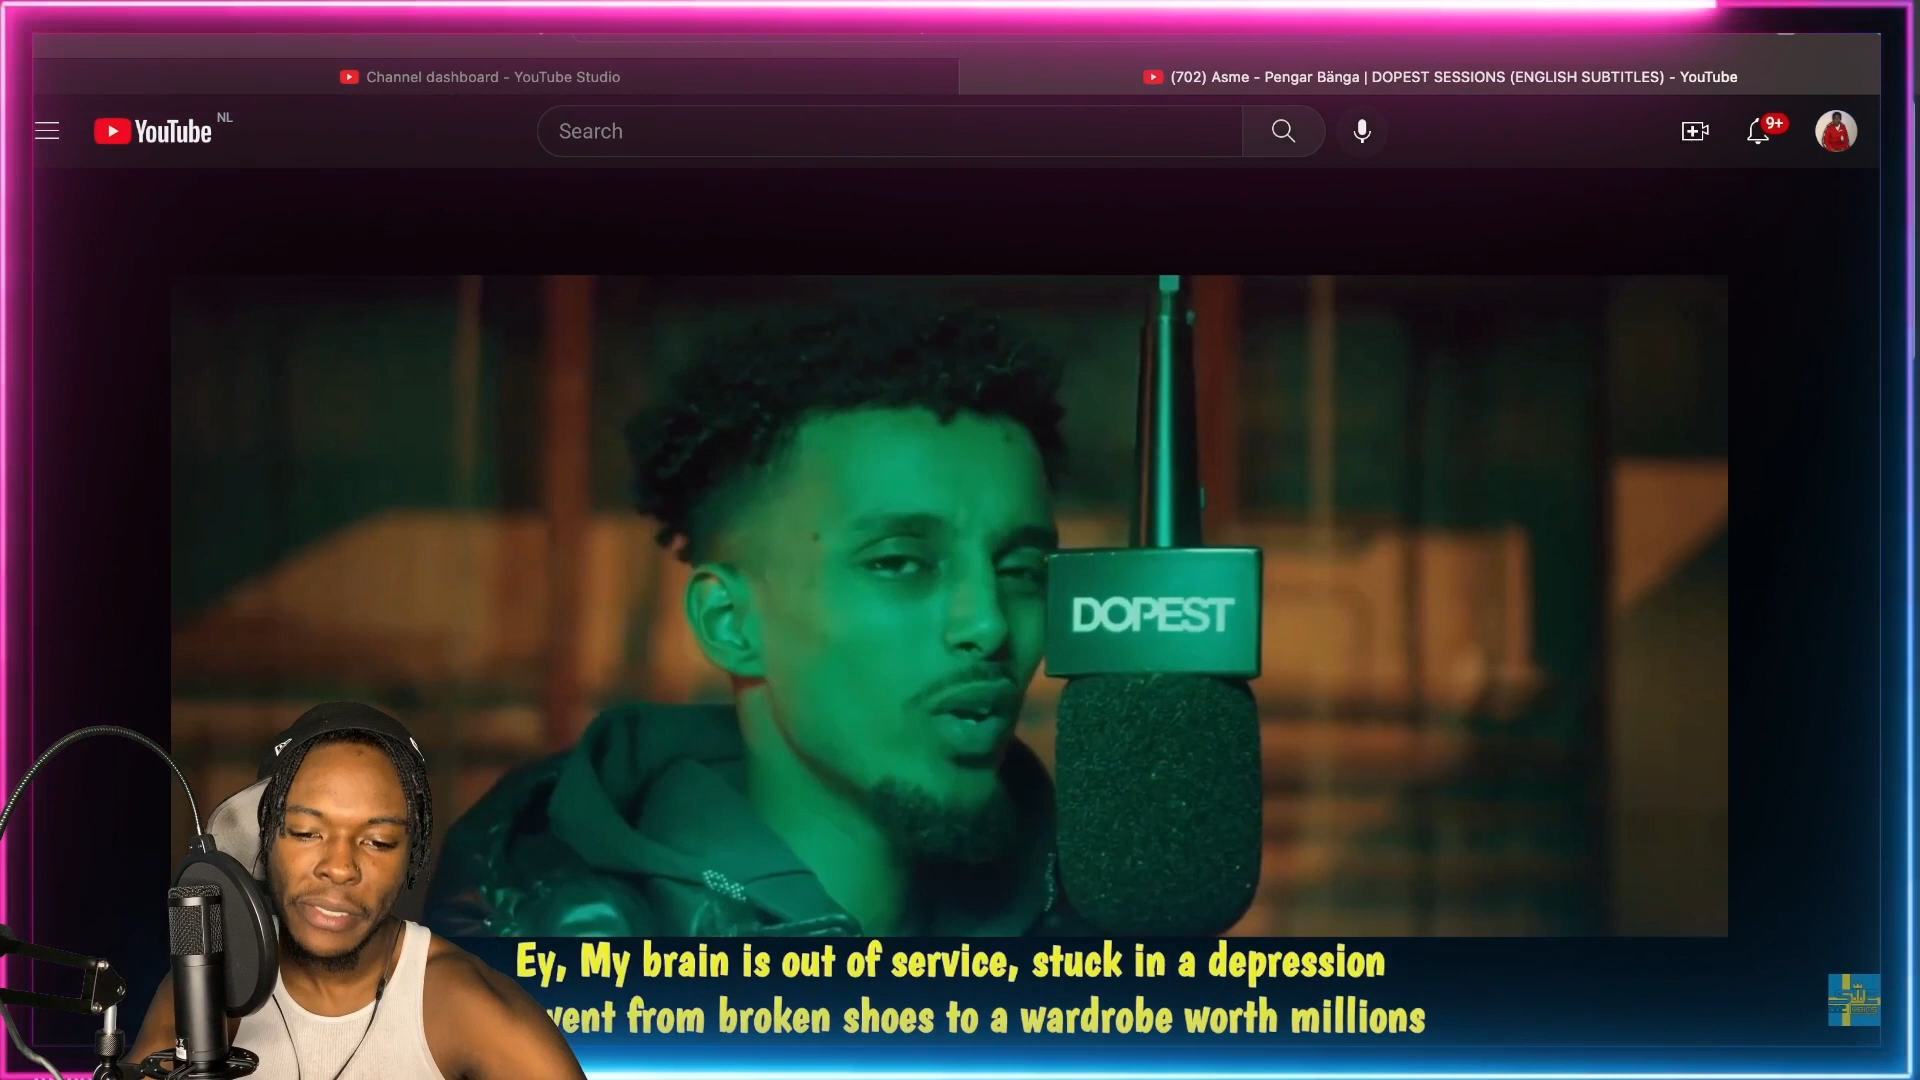 Channel dashboard - YouTube Studio
(702) Asme - Pengar Bänga | DOPEST SESSIONS (ENGLISH SUBTITLES) - YouTube
YouTube NL
Search
9+
DOPEST
Ey, My brain is out of service, stuck in a depression
went from broken shoes to a wardrobe worth millions